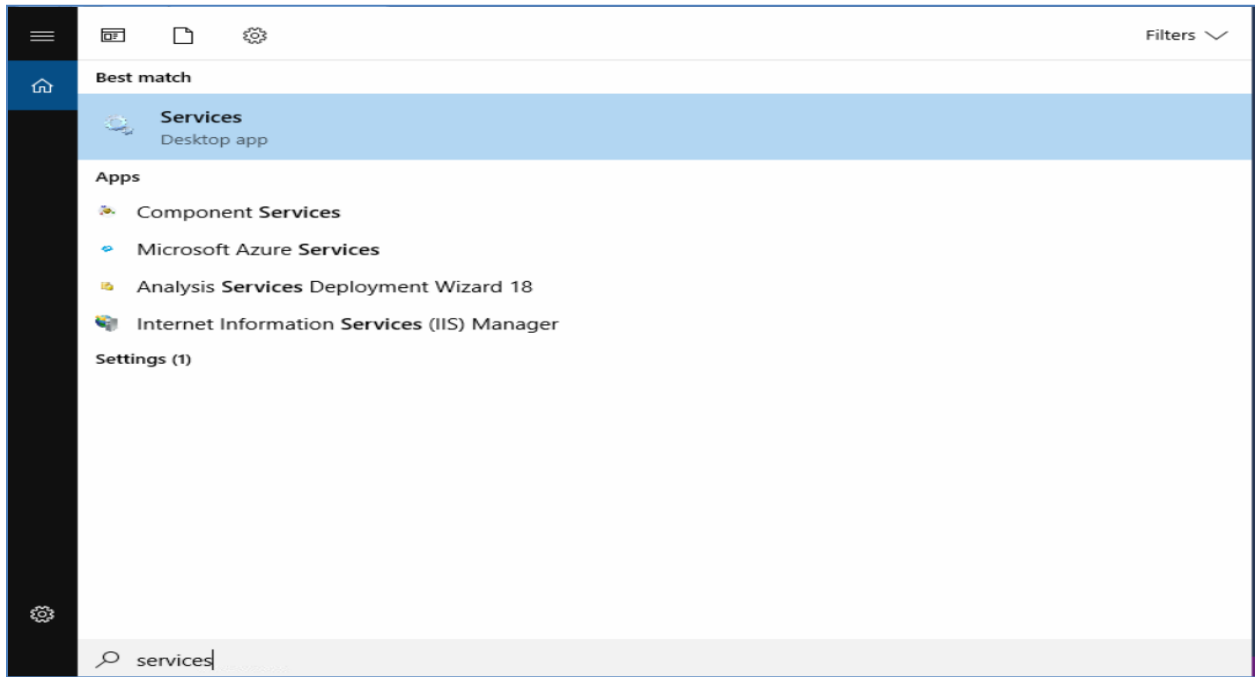 Filters
Best match
Services
Desktop app
Apps
Component Services
Microsoft Azure Services
Analysis Services Deployment Wizard 18
Internet Information Services (IIS) Manager
Settings (1)
services